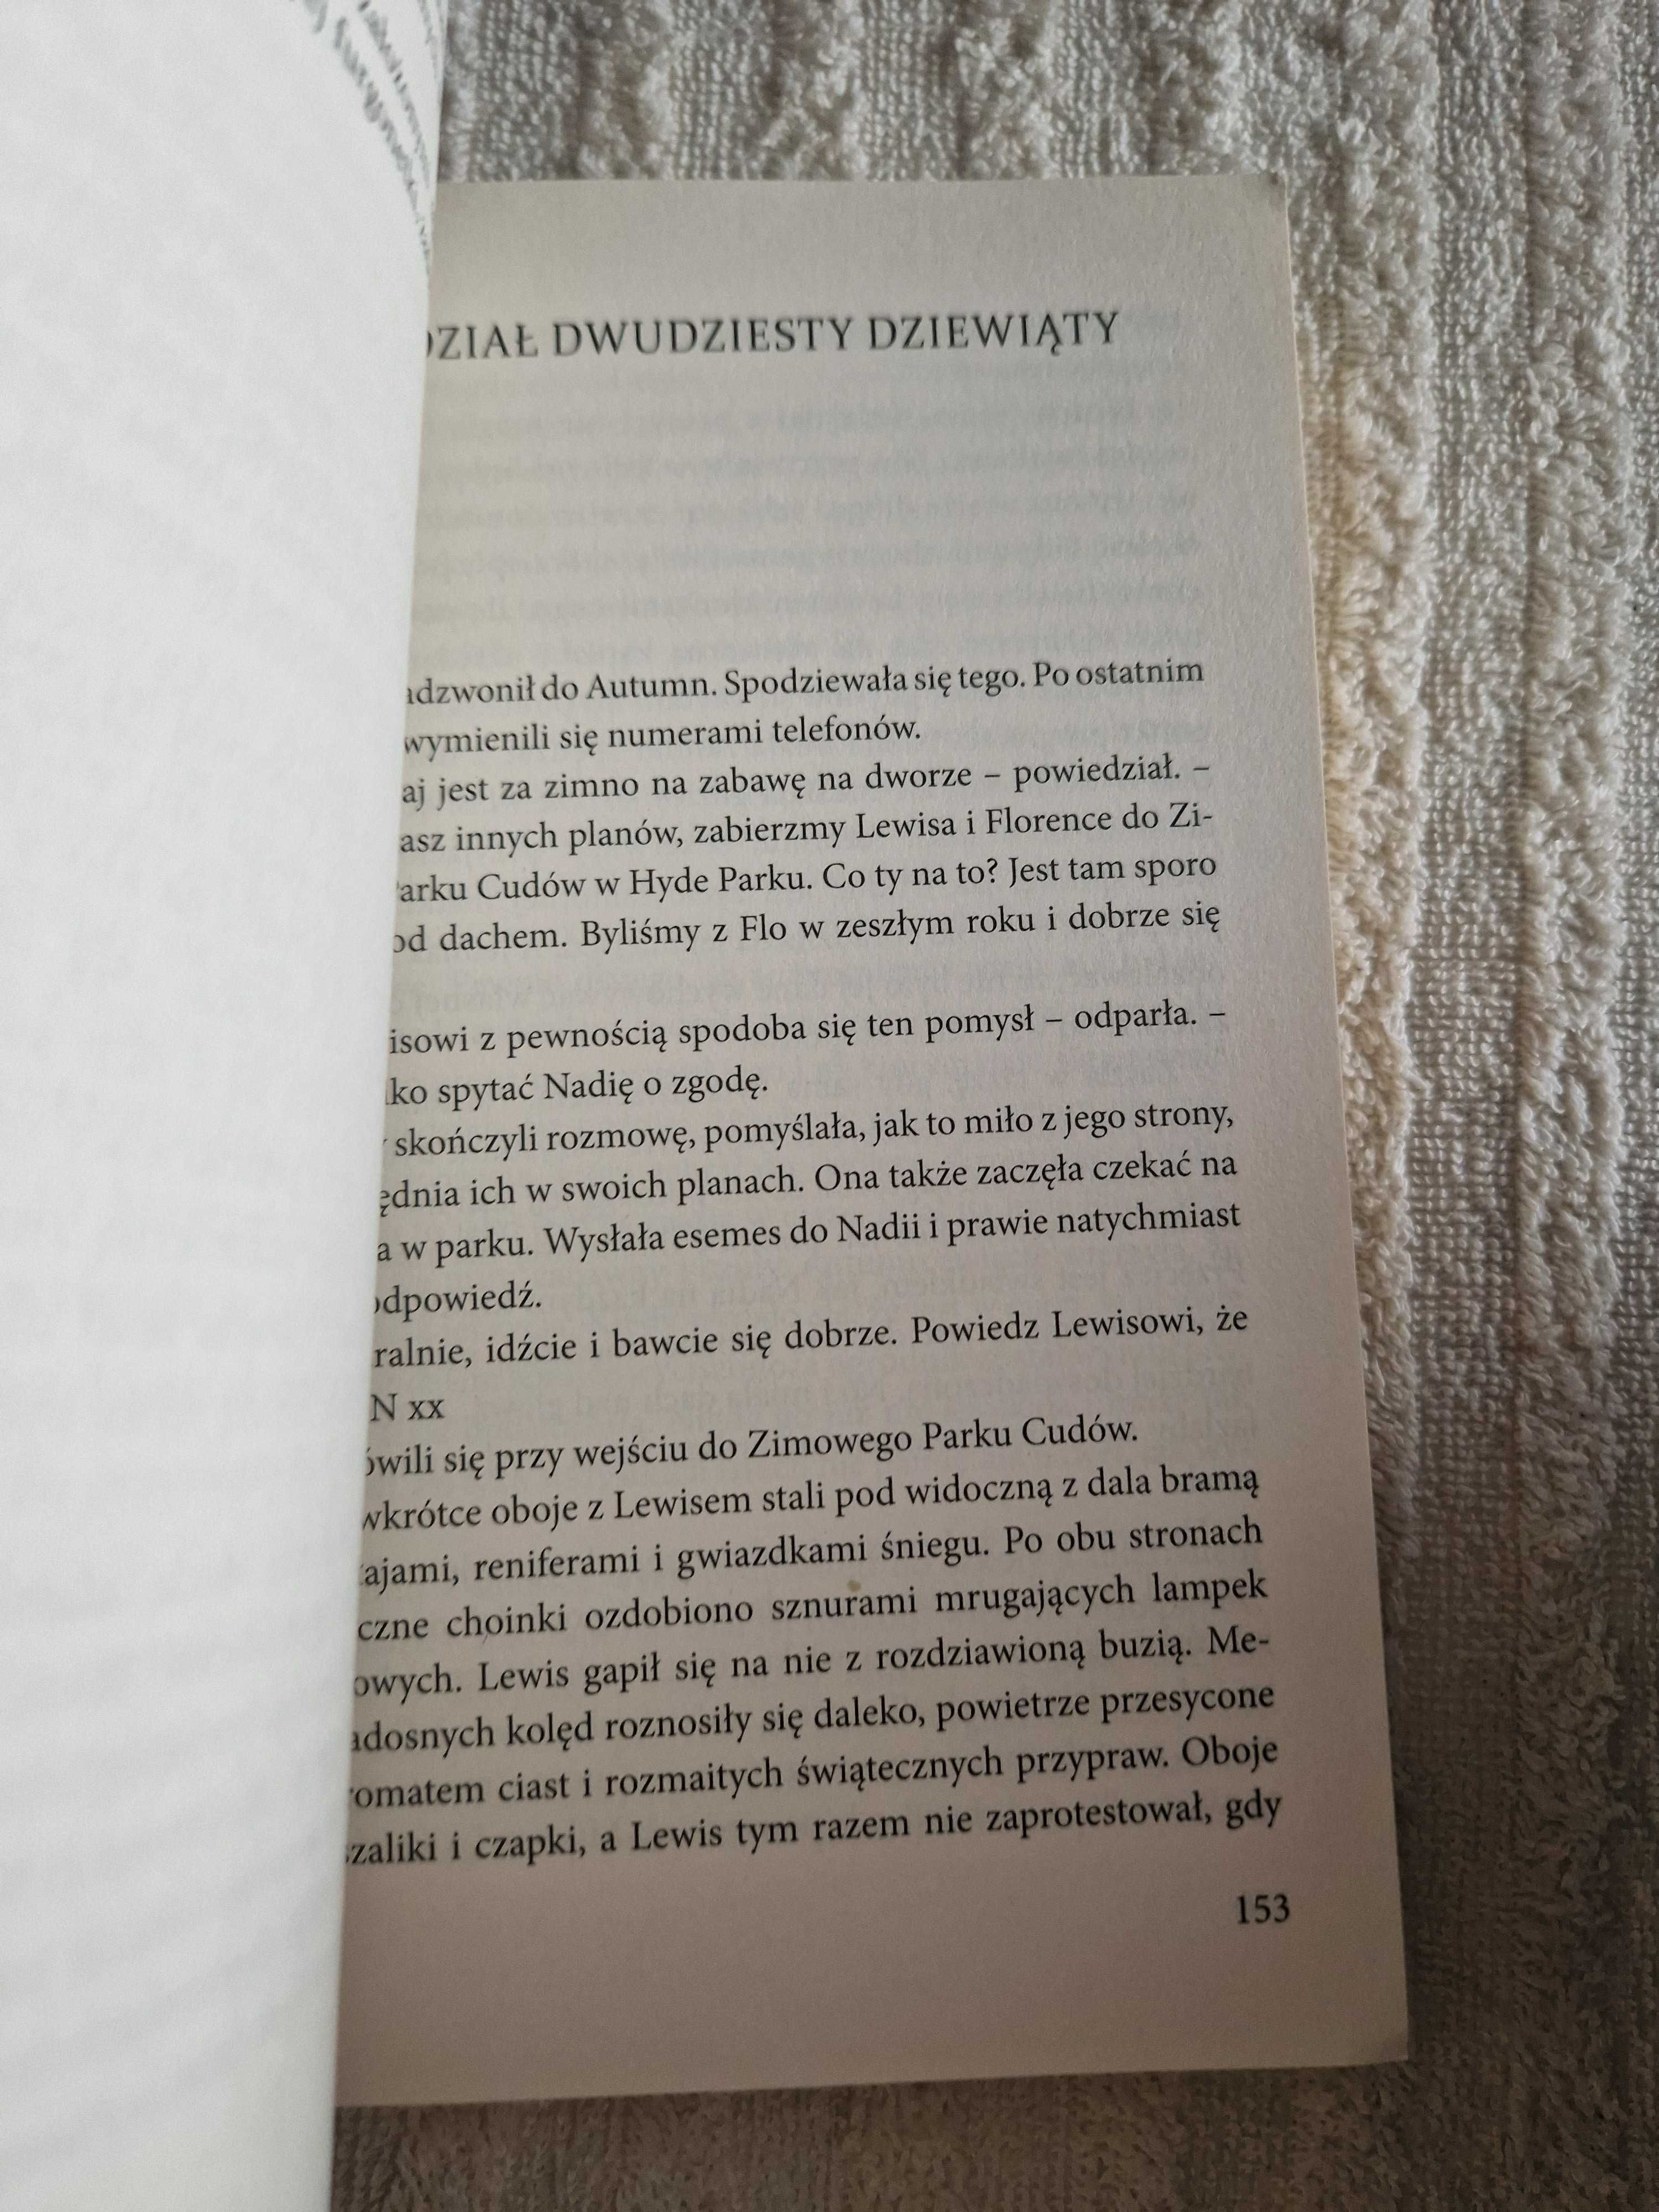 DZIAŁ DWUDZIESTY DZIEWIĄTY
adzwonił do Autumn. Spodziewała się tego. Po ostatnim
wymienili się numerami telefonów.
aj jest za zimno na zabawę na dworze – powiedział. –
asz innych planów, zabierzmy Lewisa i Florence do Zi-
Parku Cudów w Hyde Parku. Co ty na to? Jest tam sporo
od dachem. Byliśmy z Flo w zeszłym roku i dobrze się
isowi z pewnością spodoba się ten pomysł – odparła. –
lko spytać Nadię o zgodę.
skończyli rozmowę, pomyślała, jak to miło z jego strony,
ędnia ich w swoich planach. Ona także zaczęła czekać na
a w parku. Wysłała esemes do Nadii i prawie natychmiast
odpowiedź.
ralnie, idźcie i bawcie się dobrze. Powiedz Lewisowi, że
N xx
ówili się przy wejściu do Zimowego Parku Cudów.
wkrótce oboje z Lewisem stali pod widoczną z dala bramą
ajami, reniferami i gwiazdkami śniegu. Po obu stronach
czne choinki ozdobiono sznurami mrugających lampek
owych. Lewis gapił się na nie z rozdziawioną buzią. Me-
adosnych kolęd roznosiły się daleko, powietrze przesycone
romatem ciast i rozmaitych świątecznych przypraw. Oboje
szaliki i czapki, a Lewis tym razem nie zaprotestował, gdy
153